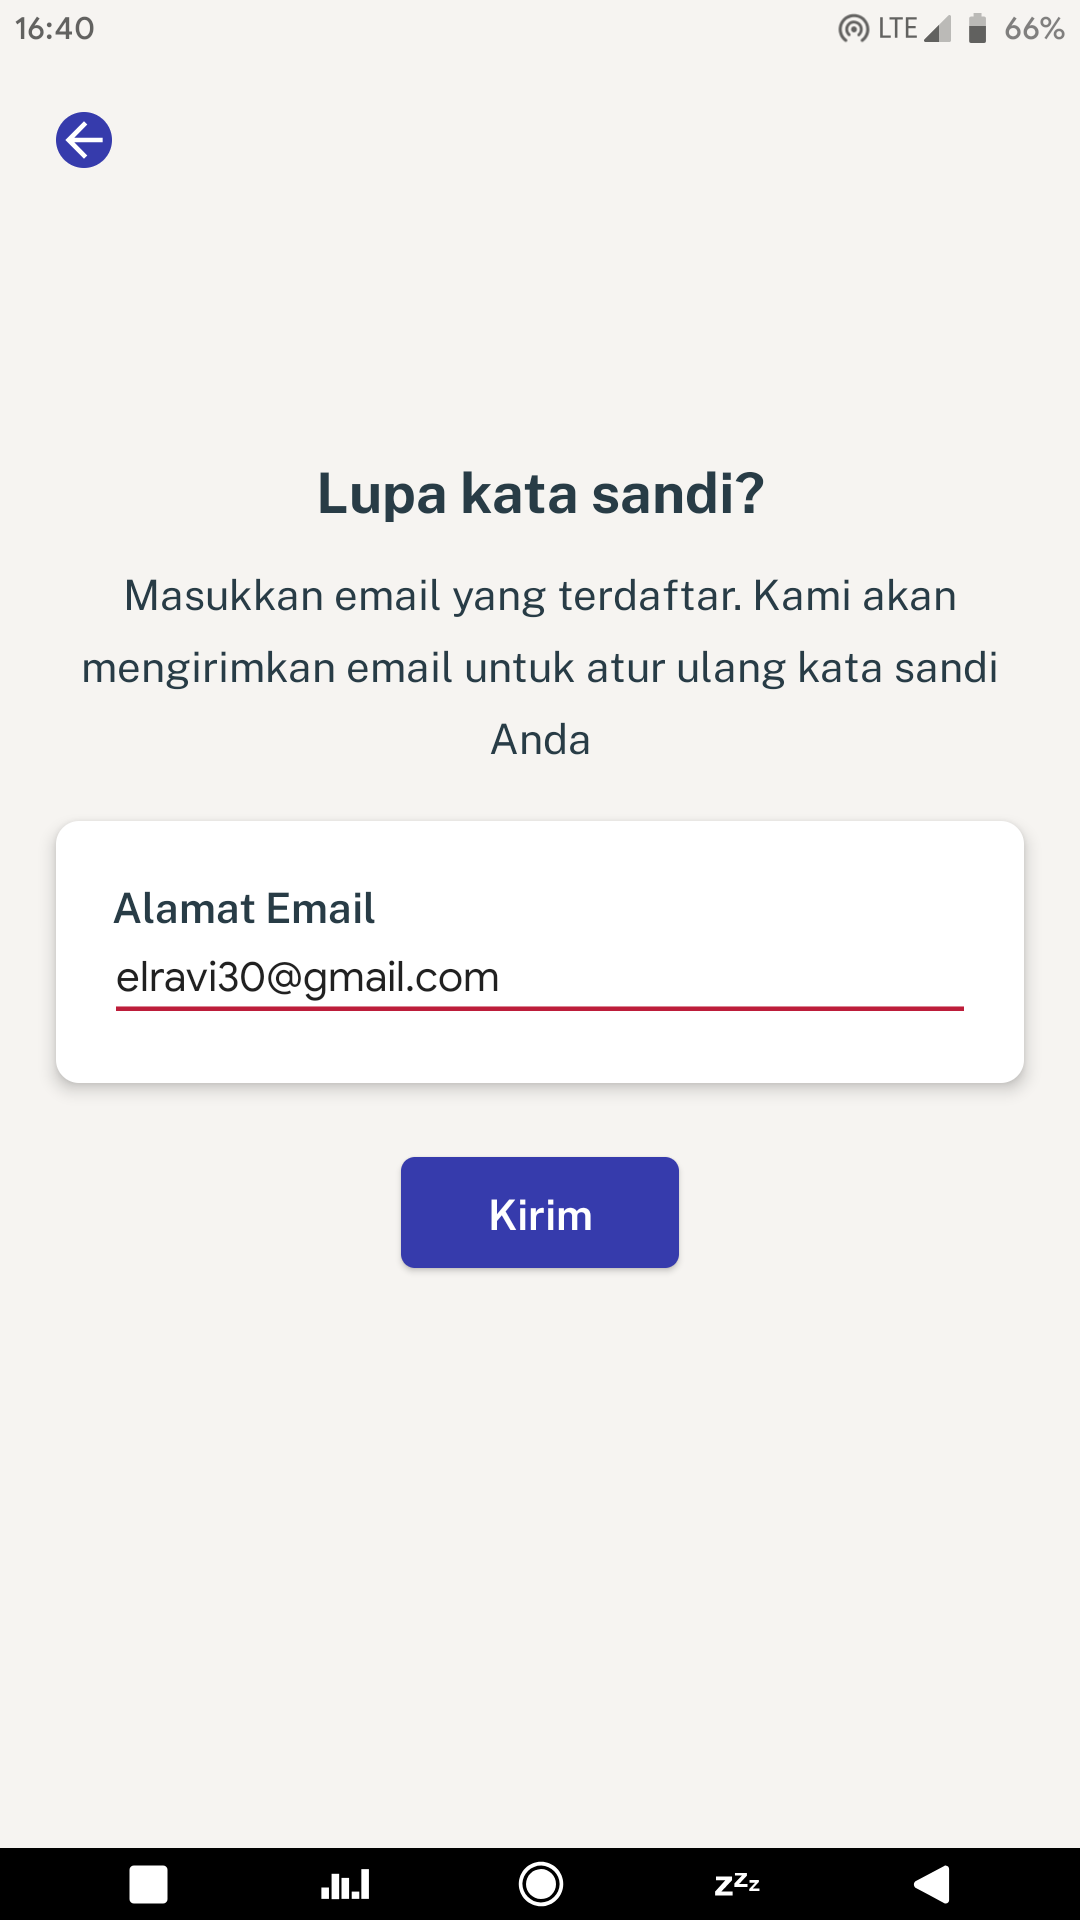 16:40 LTE 66%
Lupa kata sandi?
Masukkan email yang terdaftar. Kami akan
mengirimkan email untuk atur ulang kata sandi
Anda
Alamat Email
elravi30@gmail.com
Kirim
zzz